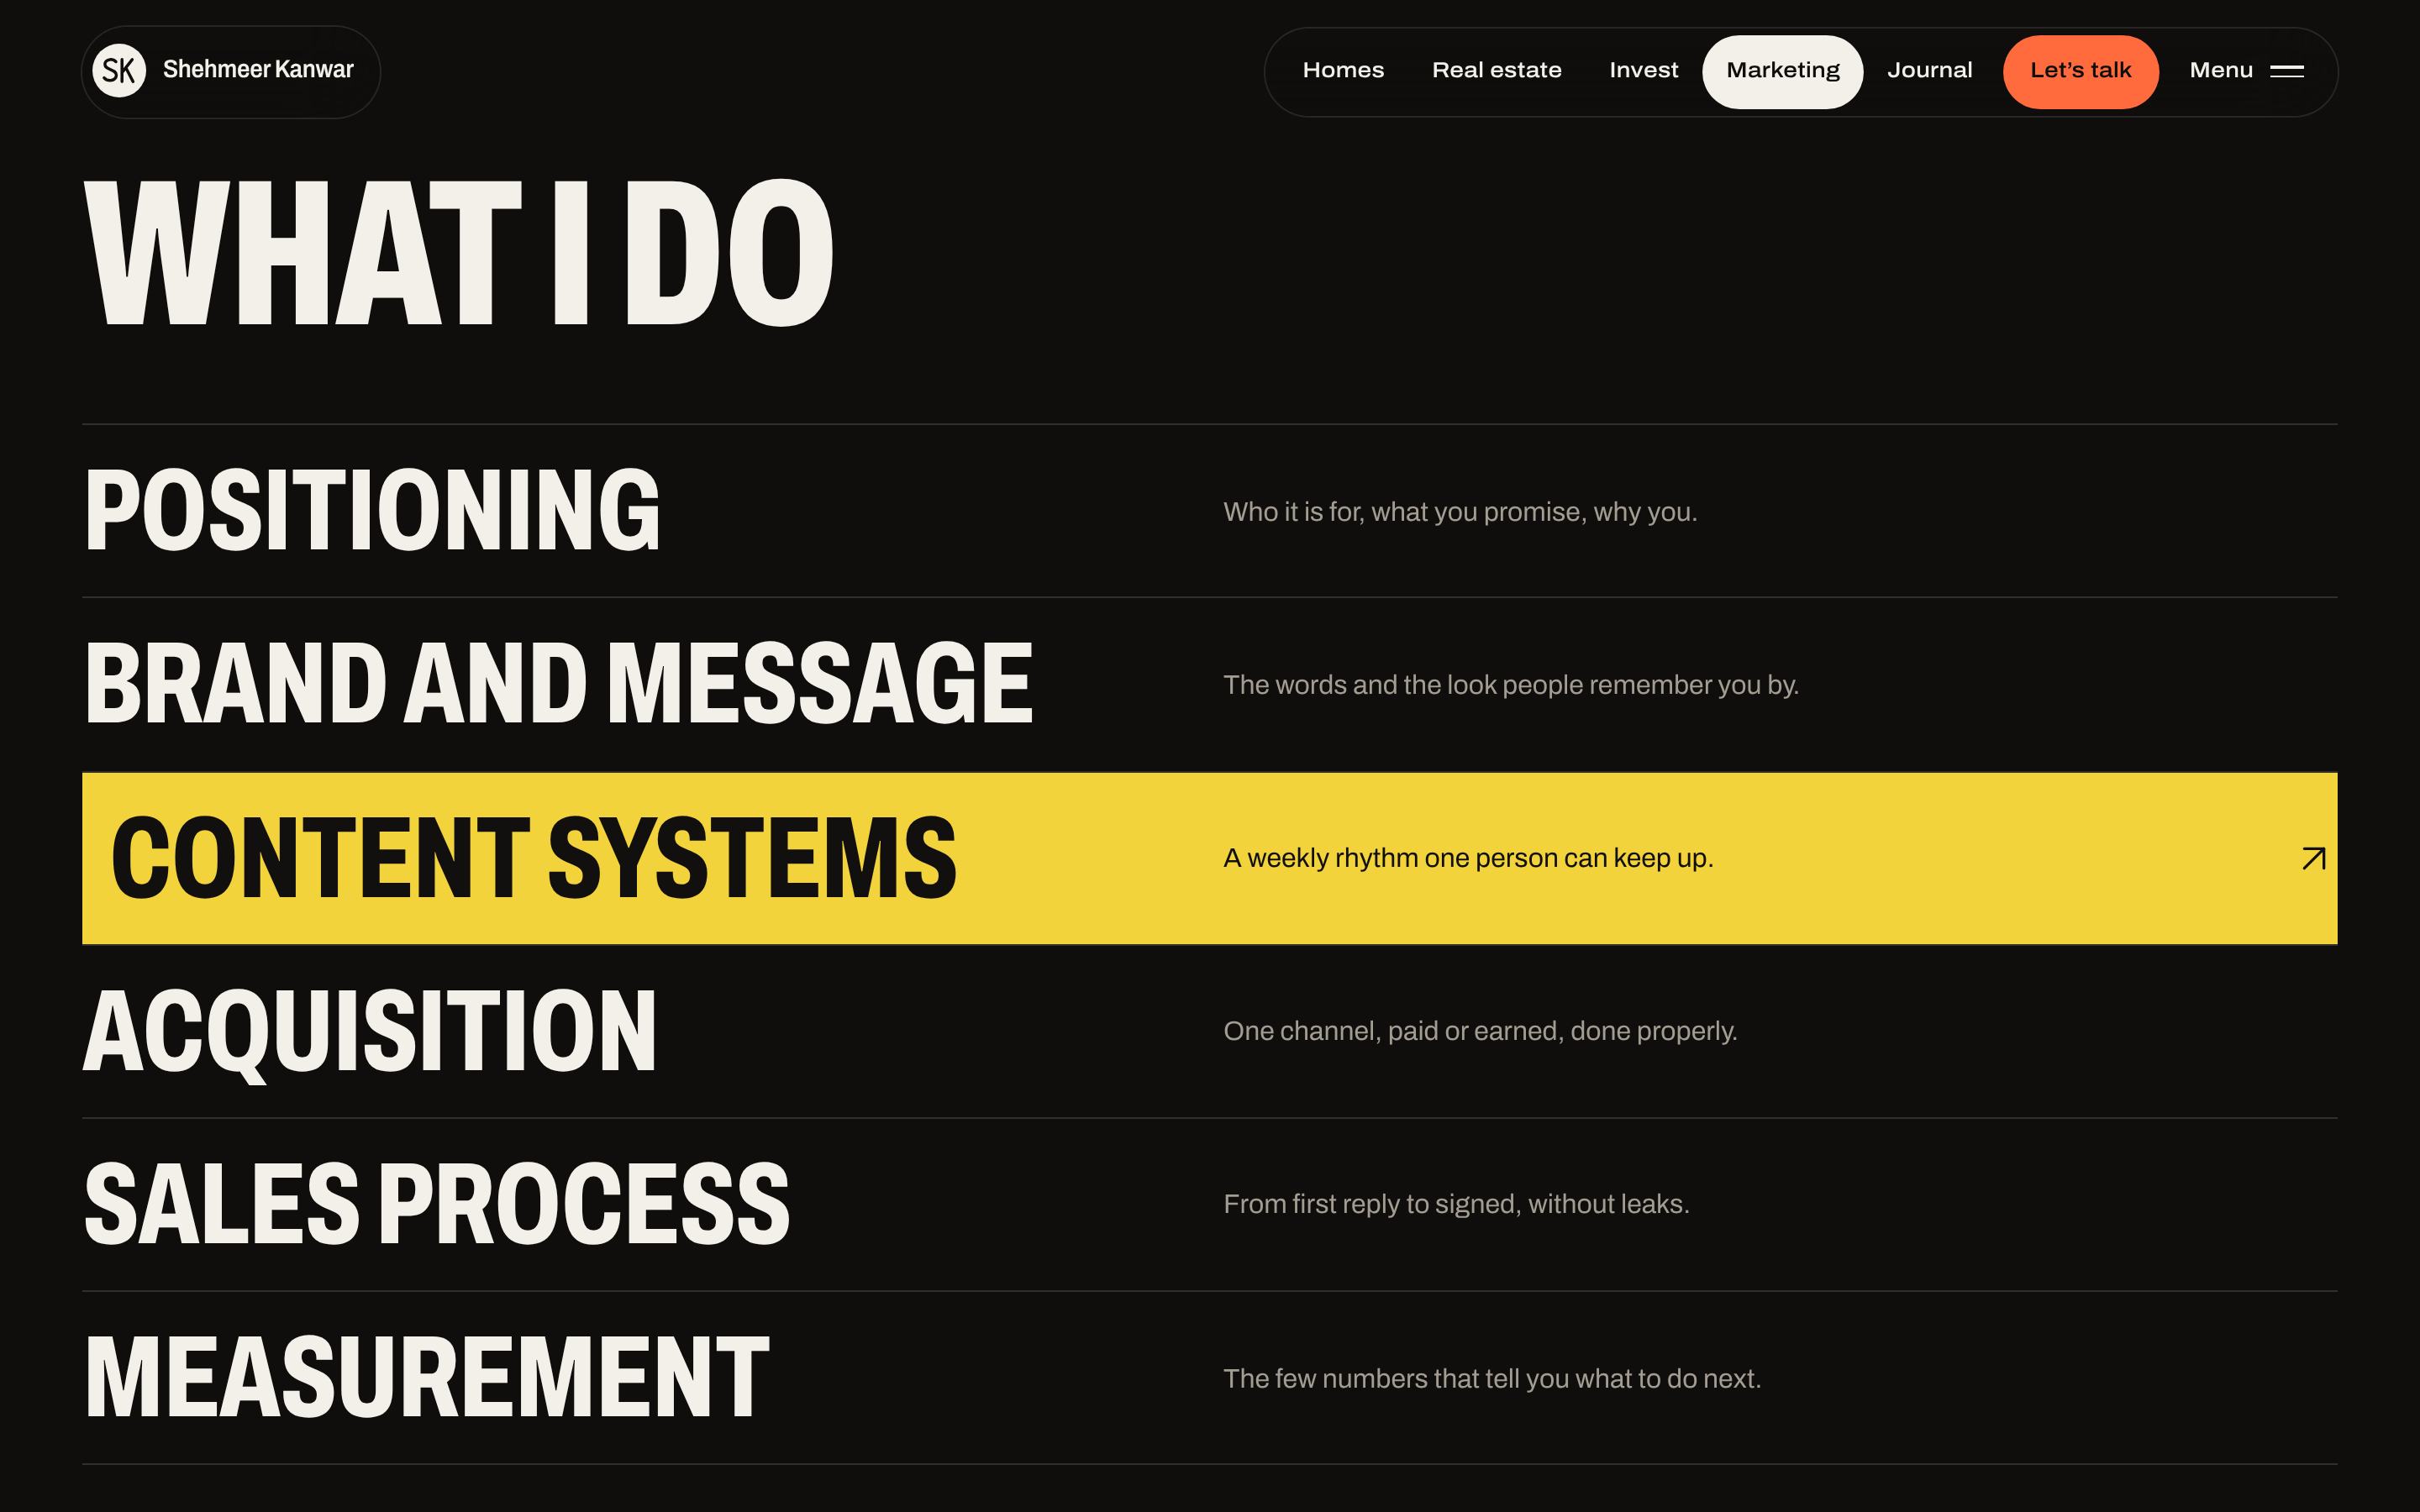 SK Shehmeer Kanwar
Homes Real estate Invest Marketing Journal Let’s talk Menu
WHAT I DO
POSITIONING
Who it is for, what you promise, why you.
BRAND AND MESSAGE
The words and the look people remember you by.
CONTENT SYSTEMS
A weekly rhythm one person can keep up.
ACQUISITION
One channel, paid or earned, done properly.
SALES PROCESS
From first reply to signed, without leaks.
MEASUREMENT
The few numbers that tell you what to do next.